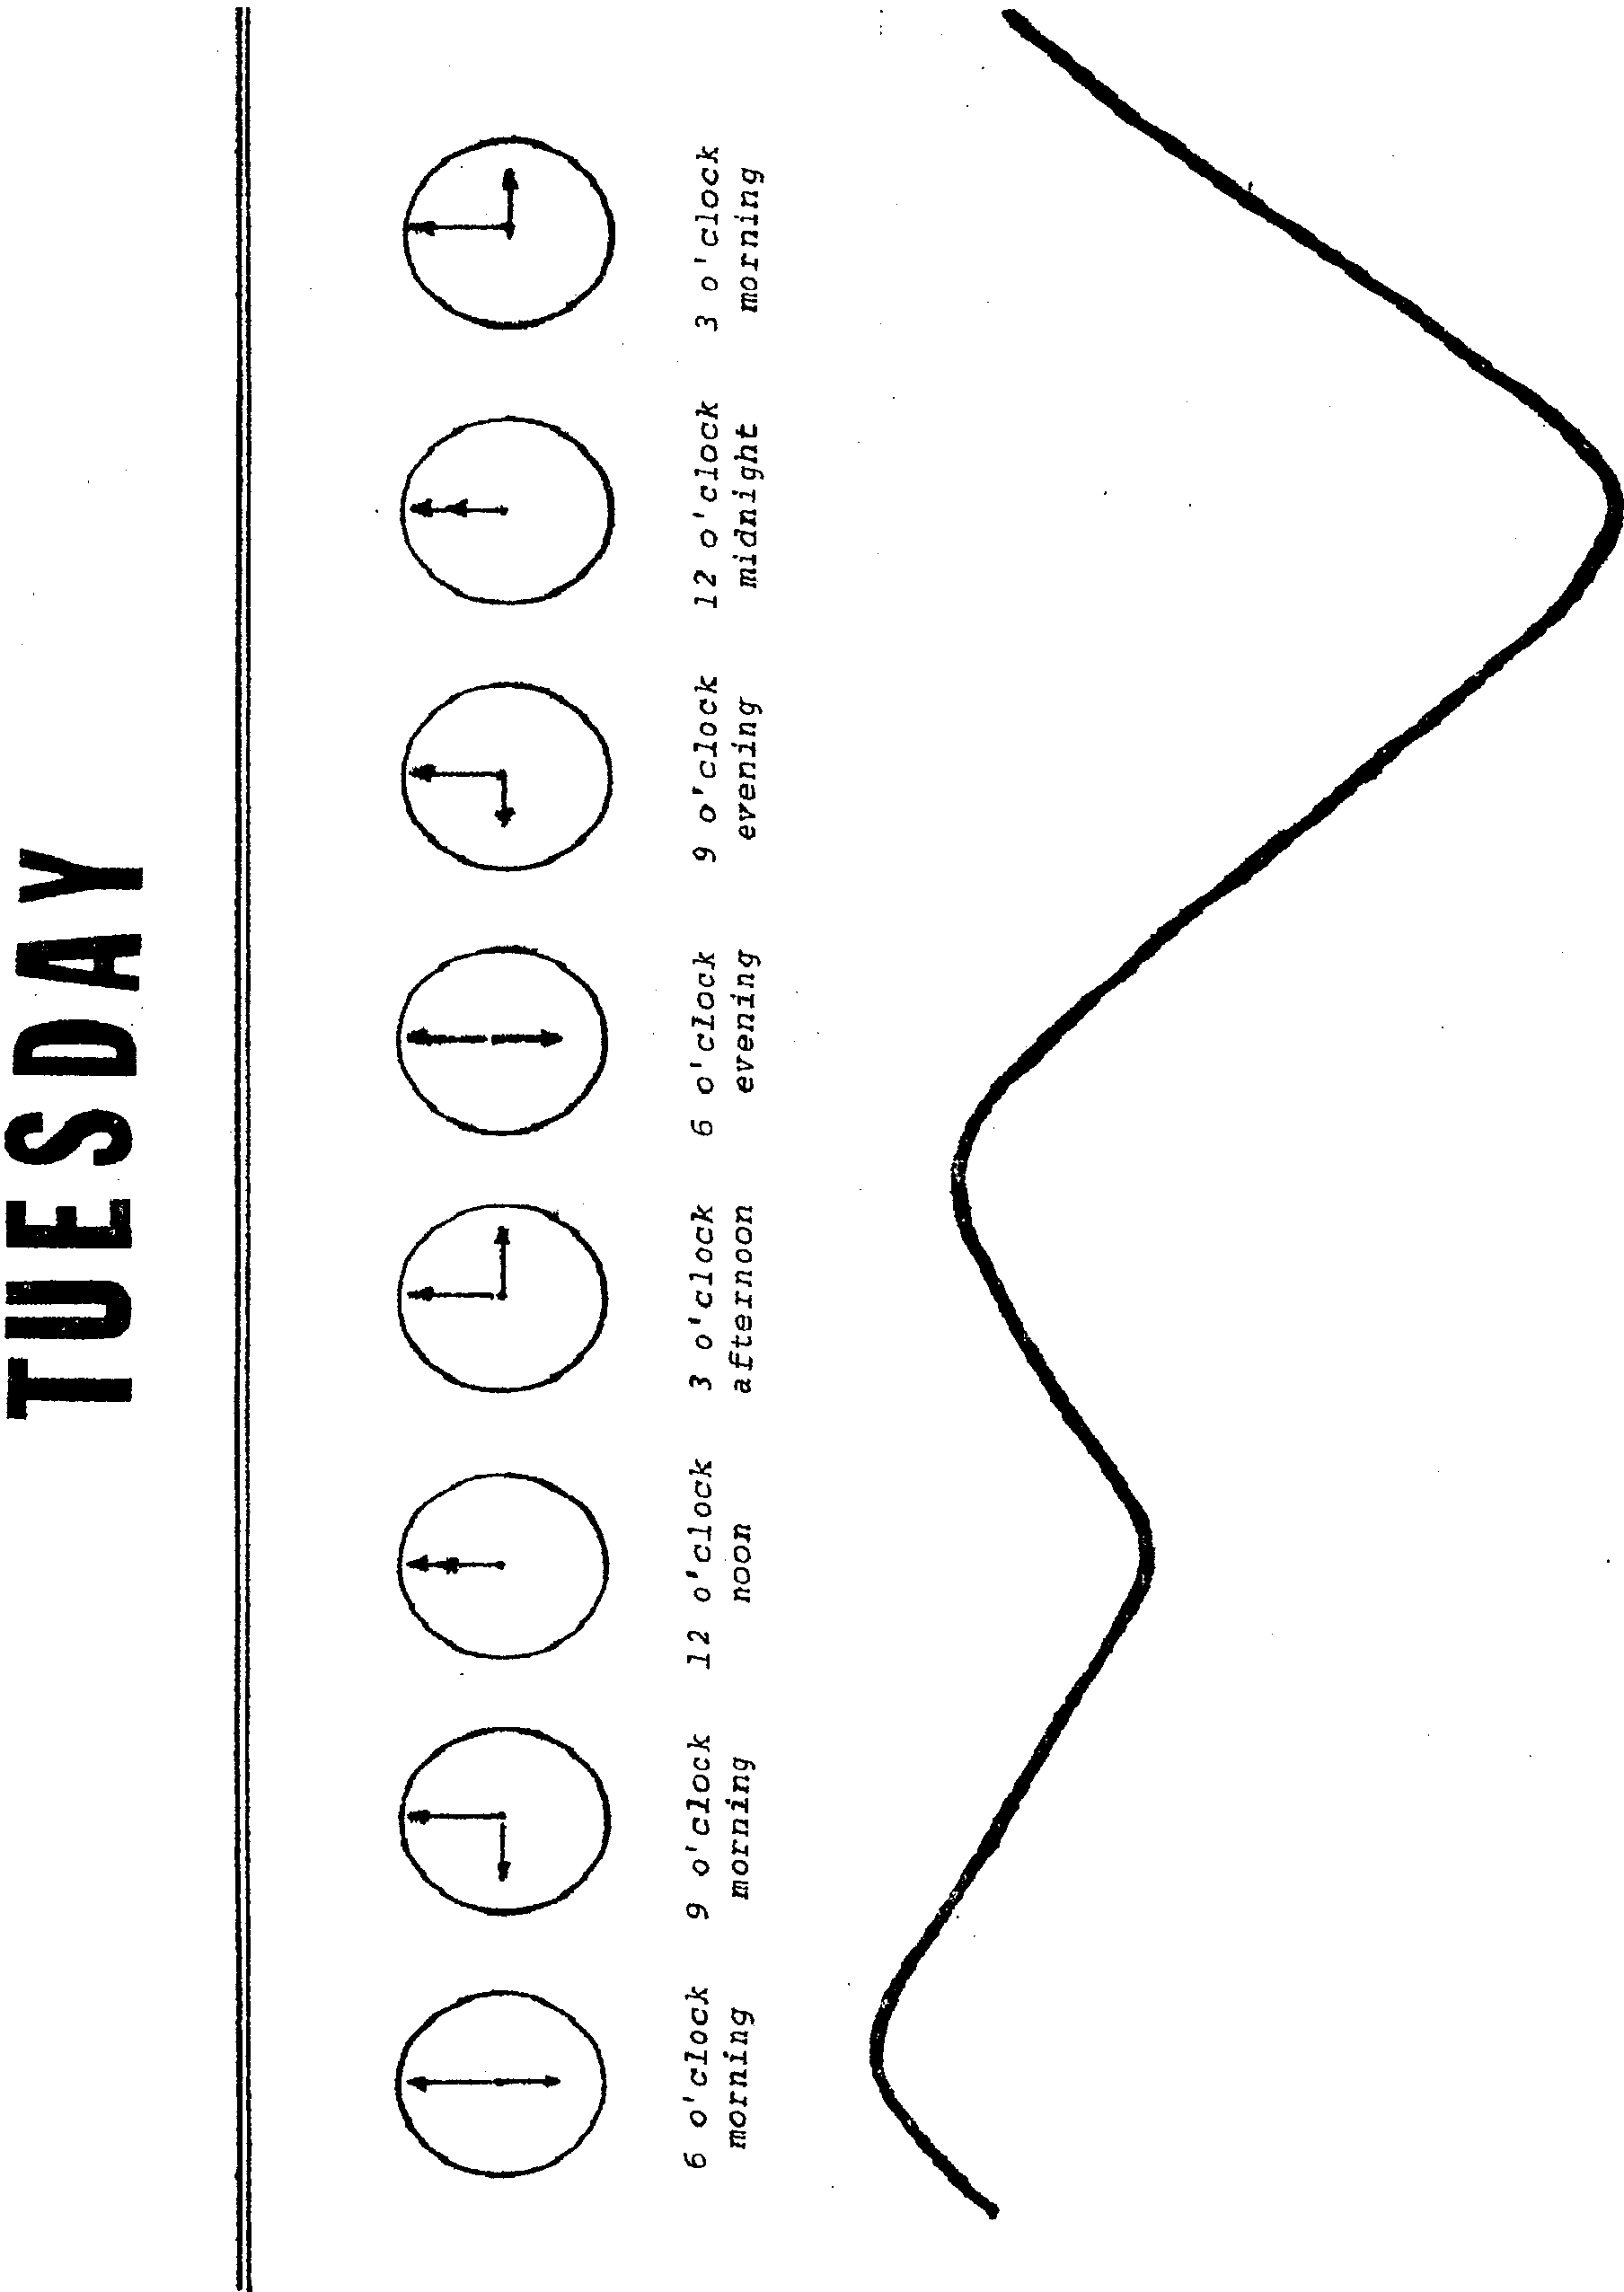 TUESDAY
6 o'clock
morning
9 o'clock
morning
12 o'clock
noon
3 o'clock
afternoon
6 o'clock
evening
9 o'clock
evening
12 o'clock
midnight
3 o'clock
morning